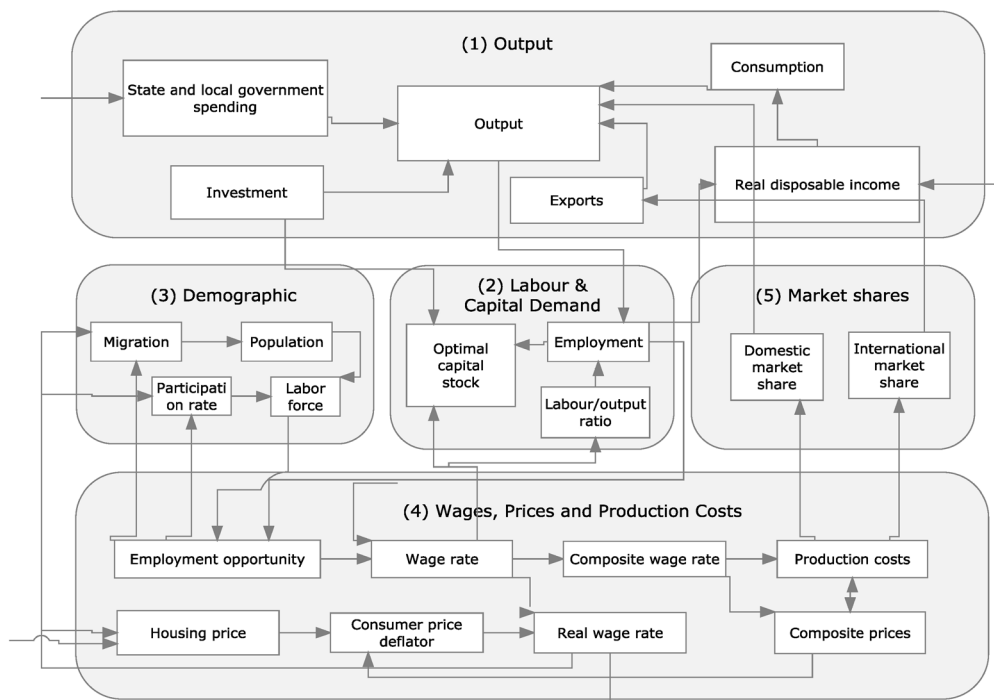 (1) Output
State and local government
spending
Output
Consumption
Investment
Exports
Real disposable income
(3) Demographic
Migration
Population
Participati
on rate
Labor
force
(2) Labour &
Capital Demand
Optimal
capital
stock
Employment
Labour/output
ratio
(5) Market shares
Domestic
market
share
International
market
share
(4) Wages, Prices and Production Costs
Employment opportunity
Wage rate
Composite wage rate
Production costs
Housing price
Consumer price
deflator
Real wage rate
Composite prices